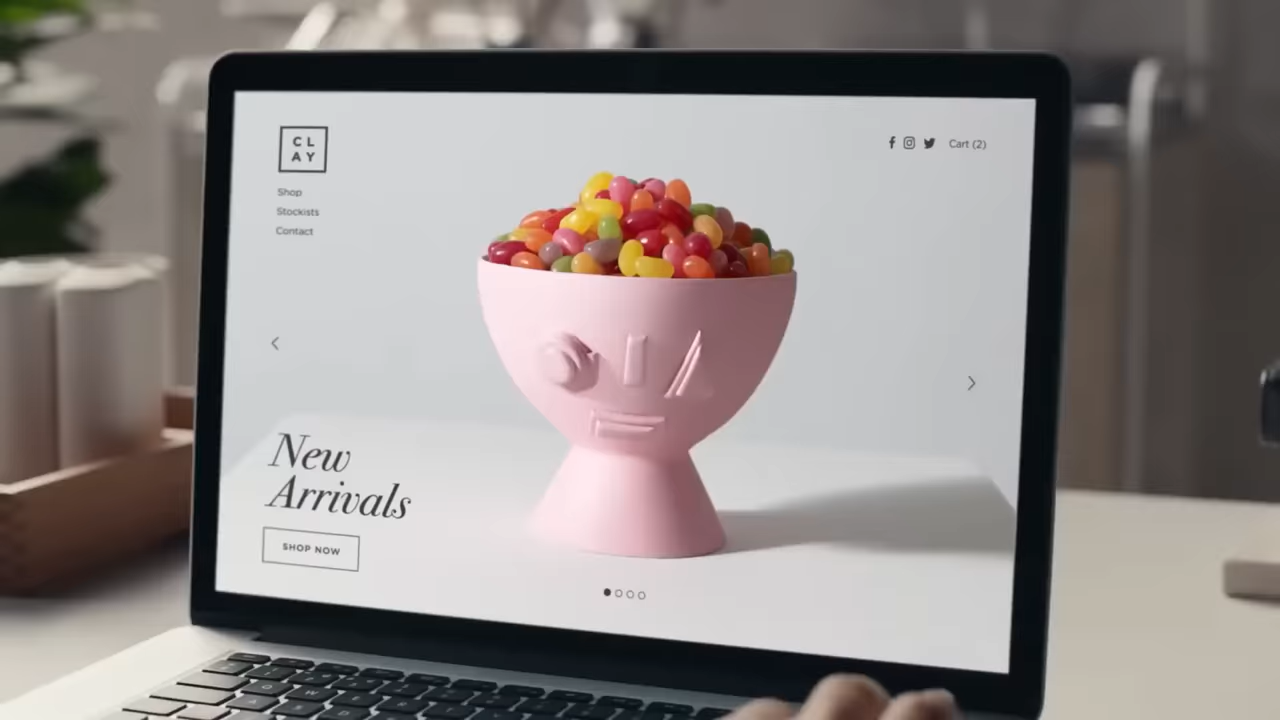 CL
AY
Shop
Stockists
Contact
Cart (2)
New
Arrivals
SHOP NOW